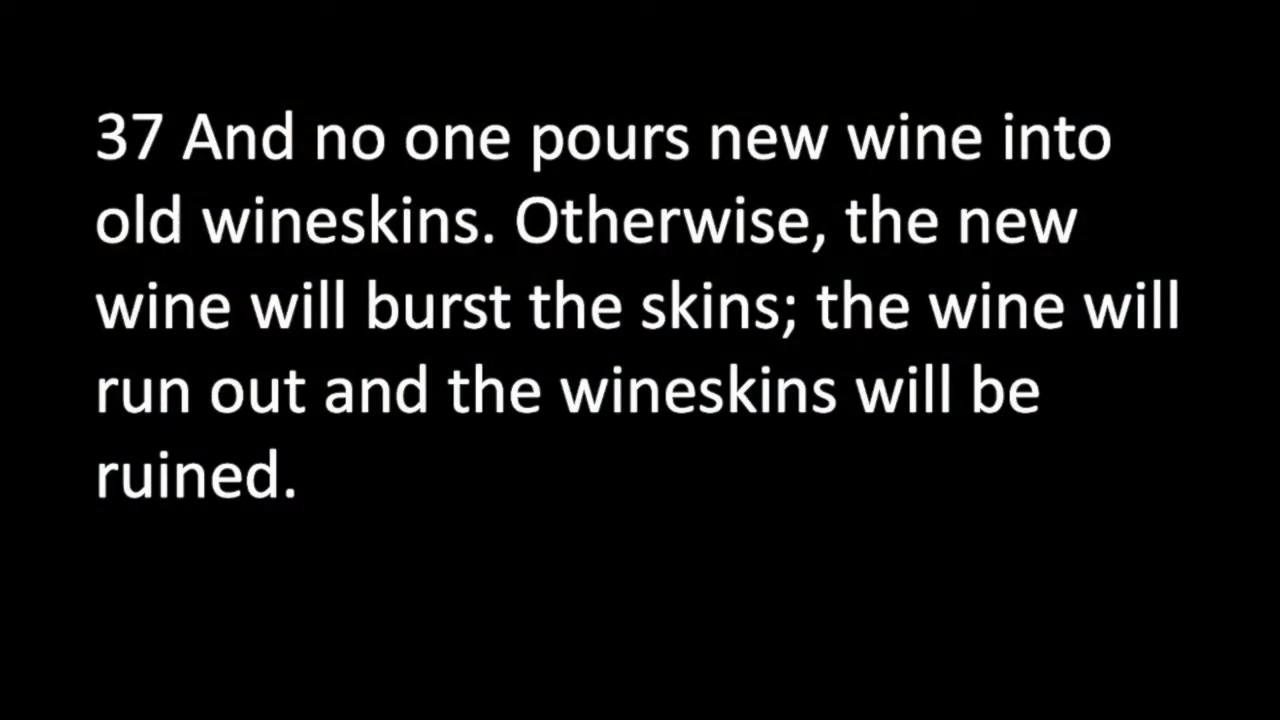 37 And no one pours new wine into
old wineskins. Otherwise, the new
wine will burst the skins; the wine will
run out and the wineskins will be
ruined.